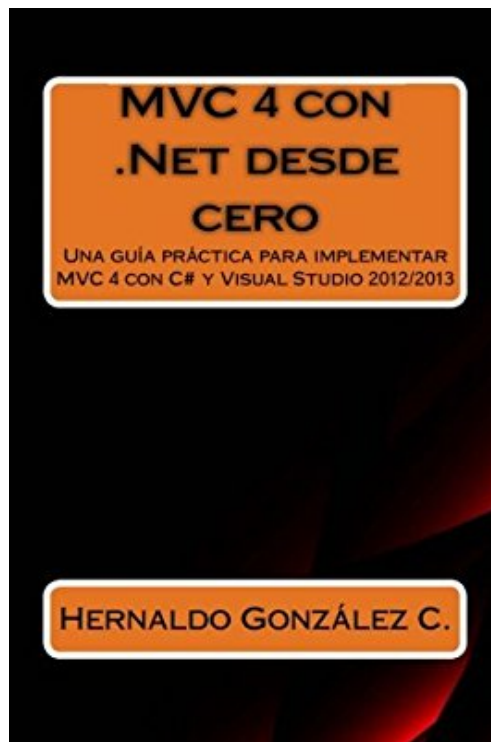 MVC 4 CON
.NET DESDE
CERO
UNA GUÍA PRÁCTICA PARA IMPLEMENTAR
MVC 4 CON C# Y VISUAL STUDIO 2012/2013
HERNALDO GONZÁLEZ C.